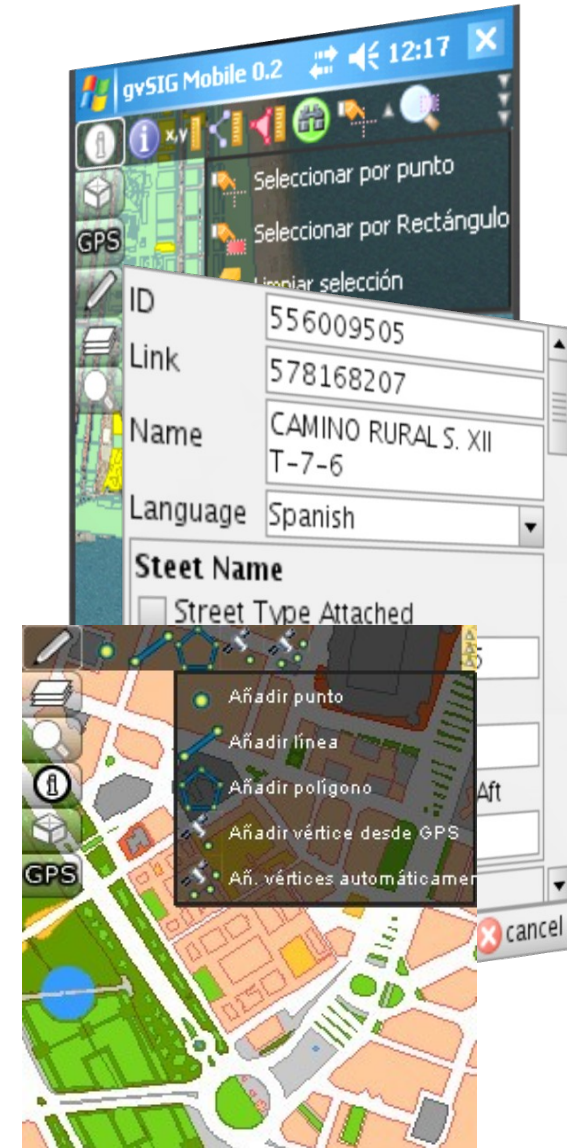 gvSIG Mobile 0.2 12:17
i x,y
GPS
Seleccionar por punto
Seleccionar por Rectángulo
Limpiar selección
ID
556009505
Link
578168207
Name
CAMINO RURAL S. XII
T-7-6
Language
Spanish
Steet Name
Street Type Attached
Añadir punto
Añadir línea
Añadir polígono
Aft
Añadir vértice desde GPS
GPS
Añ. vértices automáticamen
cancel